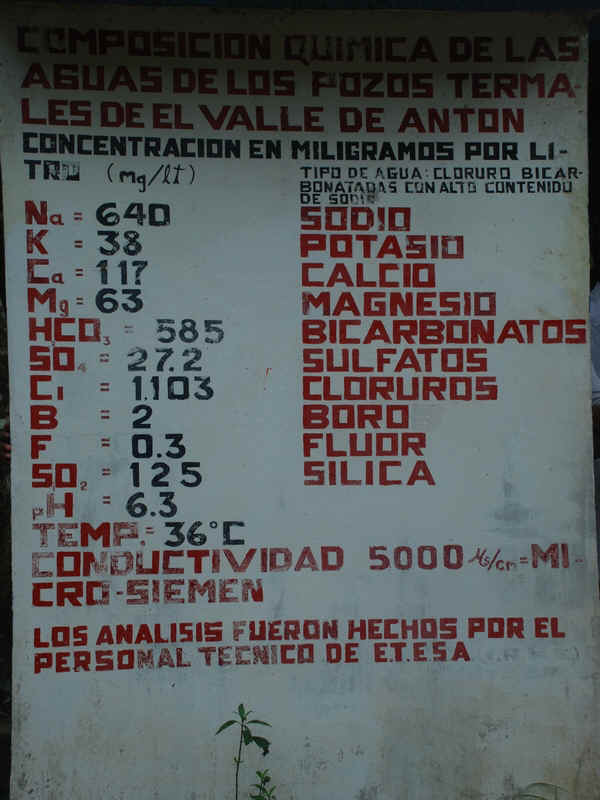 COMPOSICION QUIMICA DE LAS
AGUAS DE LOS POZOS TERMA-
LES DE EL VALLE DE ANTON
CONCENTRACION EN MILIGRAMOS POR LI-
TRO (mg/lt)
TIPO DE AGUA: CLORURO BICAR-
BONATADAS CON ALTO CONTENIDO
DE SODIO
Na = 640 SODIO
K = 38 POTASIO
Ca = 117 CALCIO
Mg = 63 MAGNESIO
HCO3 = 585 BICARBONATOS
SO4 = 27.2 SULFATOS
Cl = 1.103 CLORUROS
B = 2 BORO
F = 0.3 FLUOR
SO2 = 125 SILICA
pH = 6.3
TEMP. = 36°C
CONDUCTIVIDAD 5000 Ms/cm = MI-
CRO-SIEMEN
LOS ANALISIS FUERON HECHOS POR EL
PERSONAL TECNICO DE E.T.E.S.A